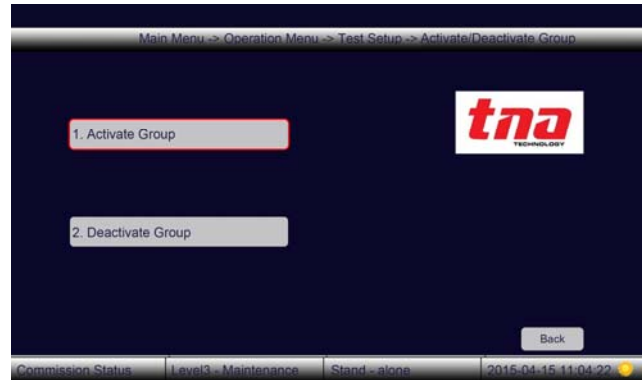 Main Menu -> Operation Menu -> Test Setup -> Activate/Deactivate Group
tna
TECHNOLOGY
1. Activate Group
2. Deactivate Group
Back
Commission Status Level3 - Maintenance Stand - alone 2015-04-15 11:04:22